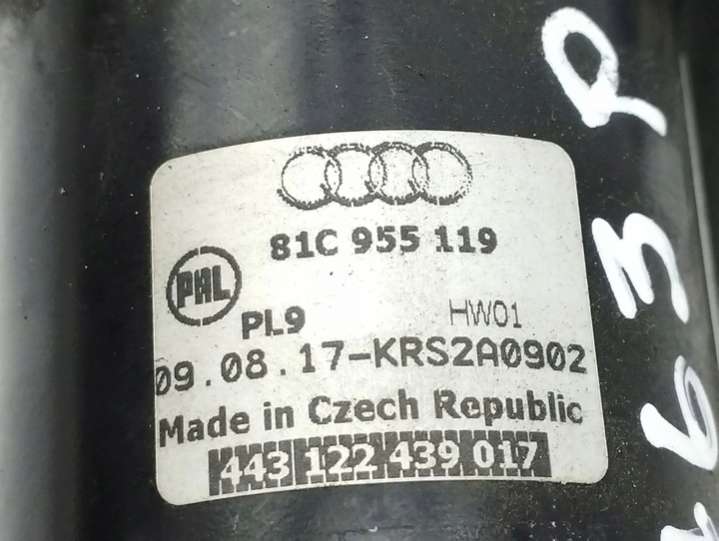 81C 955 119
PAL
PL9 HW01
09.08.17-KRS2A0902
Made in Czech Republic
443 122 439 017